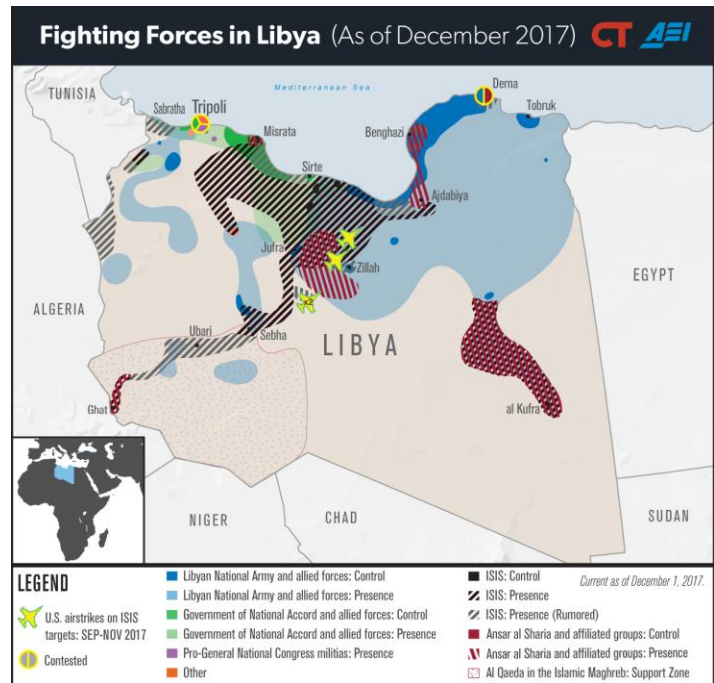 Fighting Forces in Libya (As of December 2017) CT AEI
Mediterranean Sea
TUNISIA
Sabratha
Tripoli
Misrata
Derna
Tobruk
Benghazi
Sirte
Ajdabiya
Jufra
Zillah
x2
EGYPT
ALGERIA
Ubari
Sebha
LIBYA
Ghat
al Kufra
NIGER
CHAD
SUDAN
LEGEND
U.S. airstrikes on ISIS
targets: SEP-NOV 2017
Contested
Libyan National Army and allied forces: Control
Libyan National Army and allied forces: Presence
Government of National Accord and allied forces: Control
Government of National Accord and allied forces: Presence
Pro-General National Congress militias: Presence
Other
ISIS: Control
ISIS: Presence
ISIS: Presence (Rumored)
Ansar al Sharia and affiliated groups: Control
Ansar al Sharia and affiliated groups: Presence
Al Qaeda in the Islamic Maghreb: Support Zone
Current as of December 1, 2017.